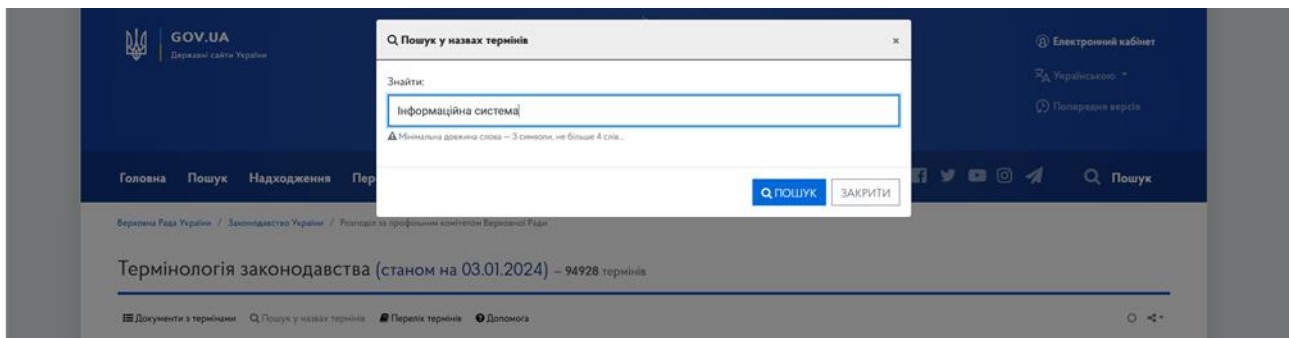 GOV.UA
Державні сайти України
Пошук у назвах термінів
×
Електронний кабінет
Українською
Попередня версія
Знайти:
Інформаційна система
Мінімальна довжина слова – 3 символи, не більше 4 слів...
ПОШУК ЗАКРИТИ
Головна Пошук Надходження Пер Пошук
Верховна Рада України / Законодавство України / Розподіл за профільним комітетом Верховної Ради
Термінологія законодавства (станом на 03.01.2024) – 94928 термінів
Документи з термінами Пошук у назвах термінів Перелік термінів Допомога